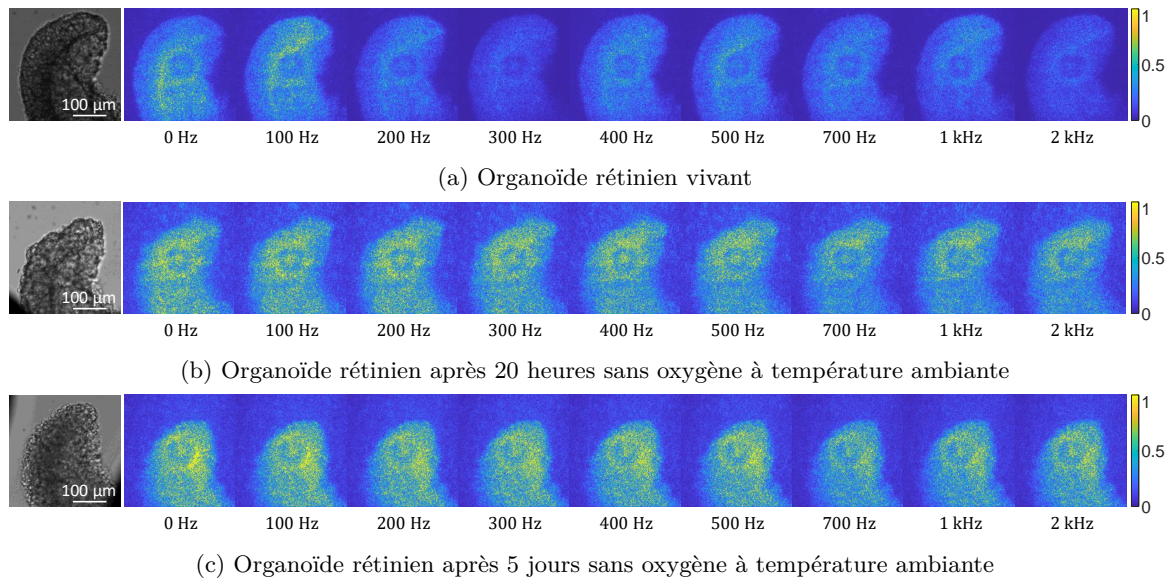 100 µm
1
0.5
0
0 Hz 100 Hz 200 Hz 300 Hz 400 Hz 500 Hz 700 Hz 1 kHz 2 kHz
(a) Organoïde rétinien vivant
100 µm
1
0.5
0
0 Hz 100 Hz 200 Hz 300 Hz 400 Hz 500 Hz 700 Hz 1 kHz 2 kHz
(b) Organoïde rétinien après 20 heures sans oxygène à température ambiante
100 µm
1
0.5
0
0 Hz 100 Hz 200 Hz 300 Hz 400 Hz 500 Hz 700 Hz 1 kHz 2 kHz
(c) Organoïde rétinien après 5 jours sans oxygène à température ambiante